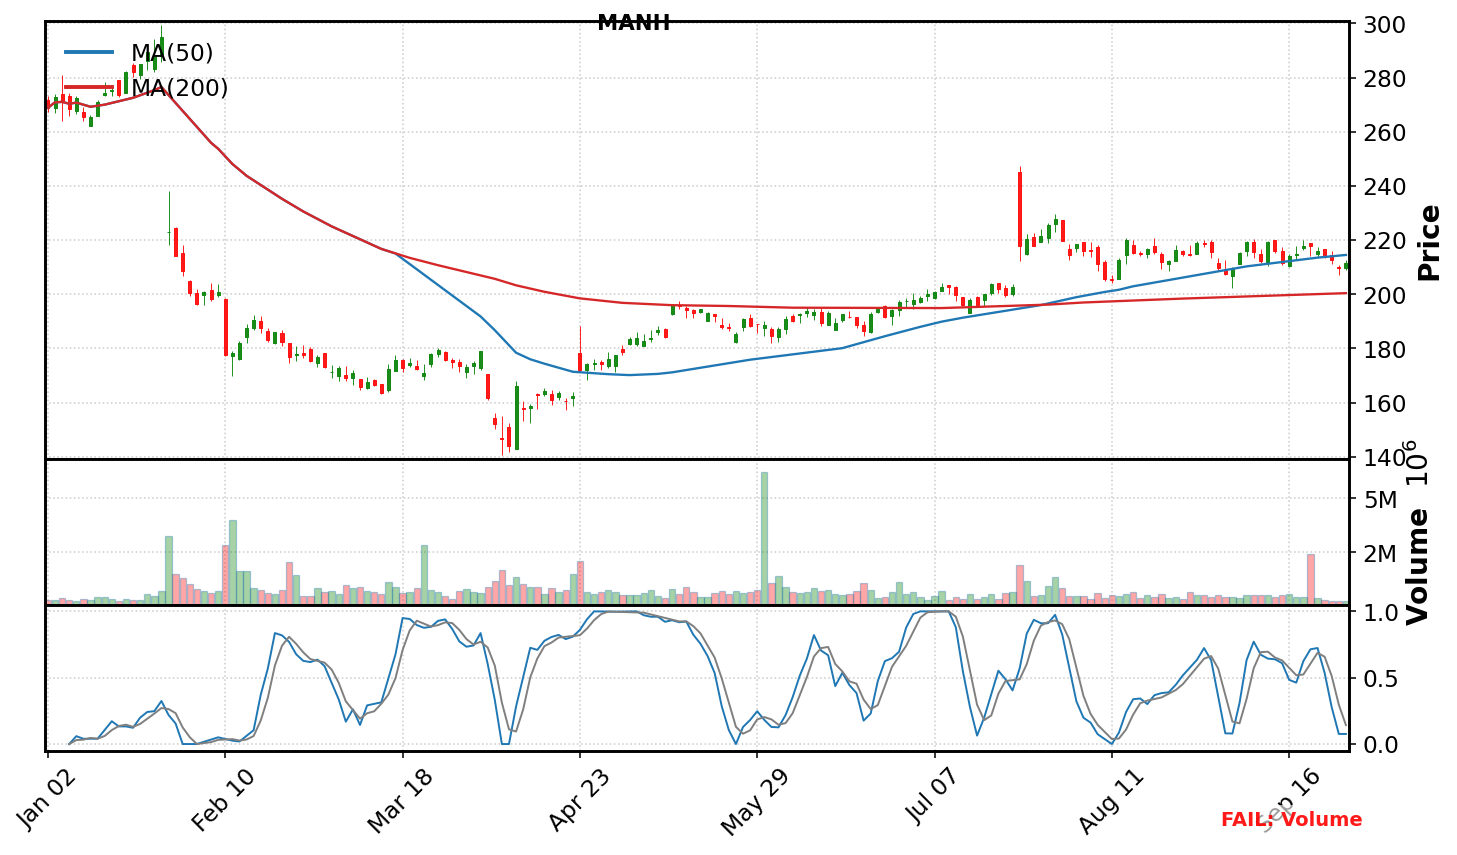 MANH
MA(50)
MA(200)
300
280
260
240
220
200
180
160
140
Price
10^6
5M
2M
Volume
1.0
0.5
0.0
Jan 02
Feb 10
Mar 18
Apr 23
May 29
Jul 07
Aug 11
Sep 16
FAIL: Volume